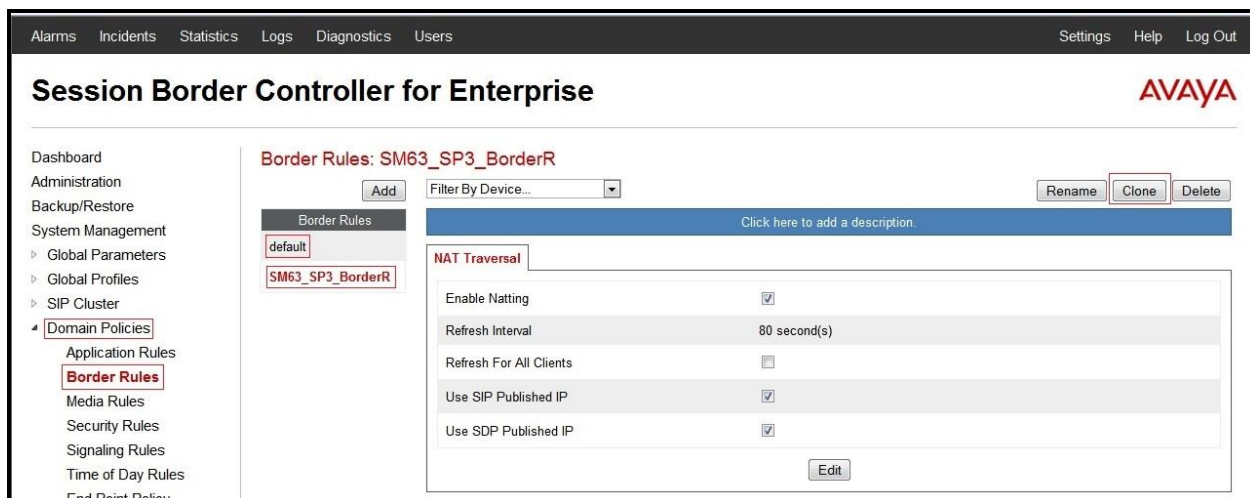 Alarms Incidents Statistics Logs Diagnostics Users Settings Help Log Out
Session Border Controller for Enterprise
AVAYA
Dashboard
Administration
Backup/Restore
System Management
Global Parameters
Global Profiles
SIP Cluster
Domain Policies
Application Rules
Border Rules
Media Rules
Security Rules
Signaling Rules
Time of Day Rules
End Point Policy
Border Rules: SM63_SP3_BorderR
Add
Filter By Device...
Rename Clone Delete
Border Rules
default
SM63_SP3_BorderR
Click here to add a description.
NAT Traversal
Enable Natting
Refresh Interval 80 second(s)
Refresh For All Clients
Use SIP Published IP
Use SDP Published IP
Edit